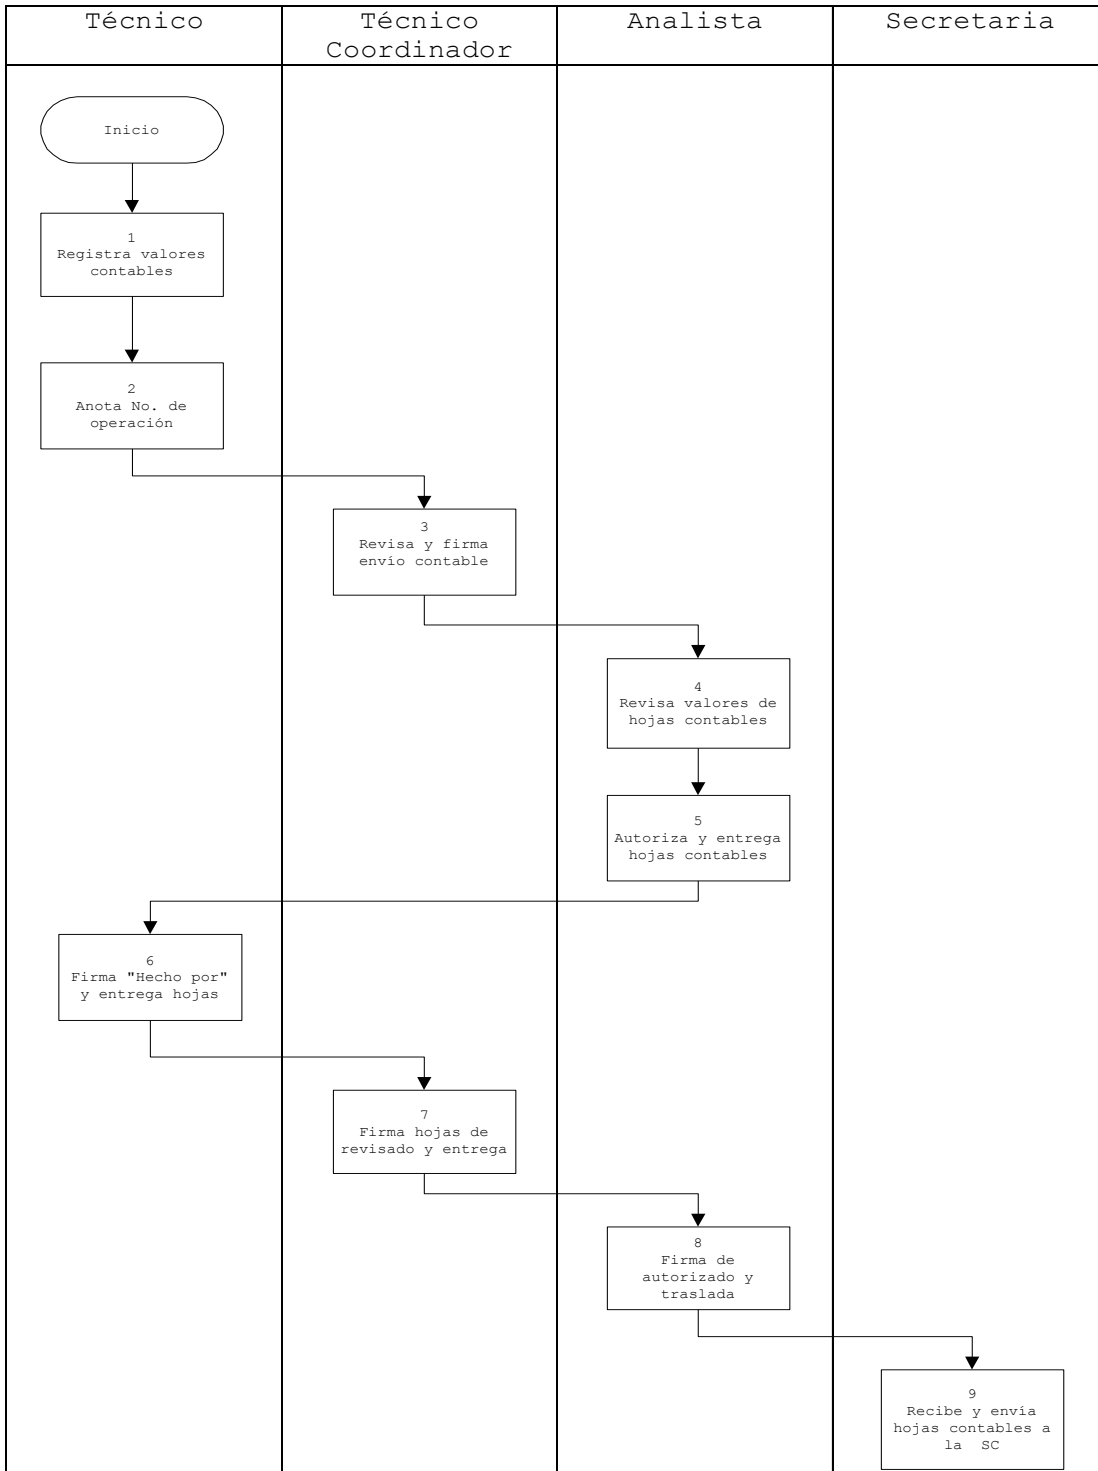 Técnico
Técnico
Coordinador
Analista
Secretaria
Inicio
1
Registra valores
contables
2
Anota No. de
operación
3
Revisa y firma
envío contable
4
Revisa valores de
hojas contables
5
Autoriza y entrega
hojas contables
6
Firma "Hecho por"
y entrega hojas
7
Firma hojas de
revisado y entrega
8
Firma de
autorizado y
traslada
9
Recibe y envía
hojas contables a
la SC